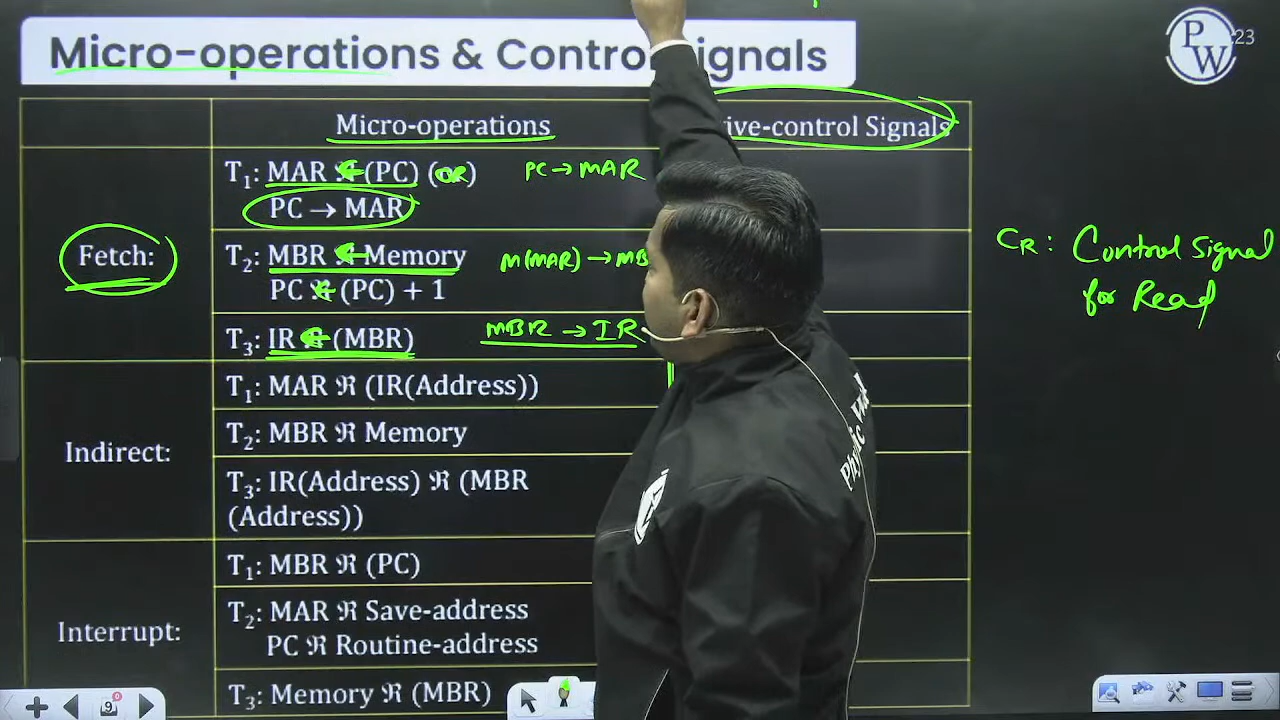 Micro-operations & Contro ignals
PW 23
Micro-operations
ive-control Signals
T₁: MAR ← (PC) (OR) PC → MAR
PC → MAR
Fetch:
T₂: MBR ← Memory M(MAR) → MB
PC ← (PC) + 1
T₃: IR ← (MBR) MBR → IR
CR: Control Signal
for Read
Indirect:
T₁: MAR ℜ (IR(Address))
T₂: MBR ℜ Memory
T₃: IR(Address) ℜ (MBR
(Address))
Interrupt:
T₁: MBR ℜ (PC)
T₂: MAR ℜ Save-address
PC ℜ Routine-address
T₃: Memory ℜ (MBR)
9